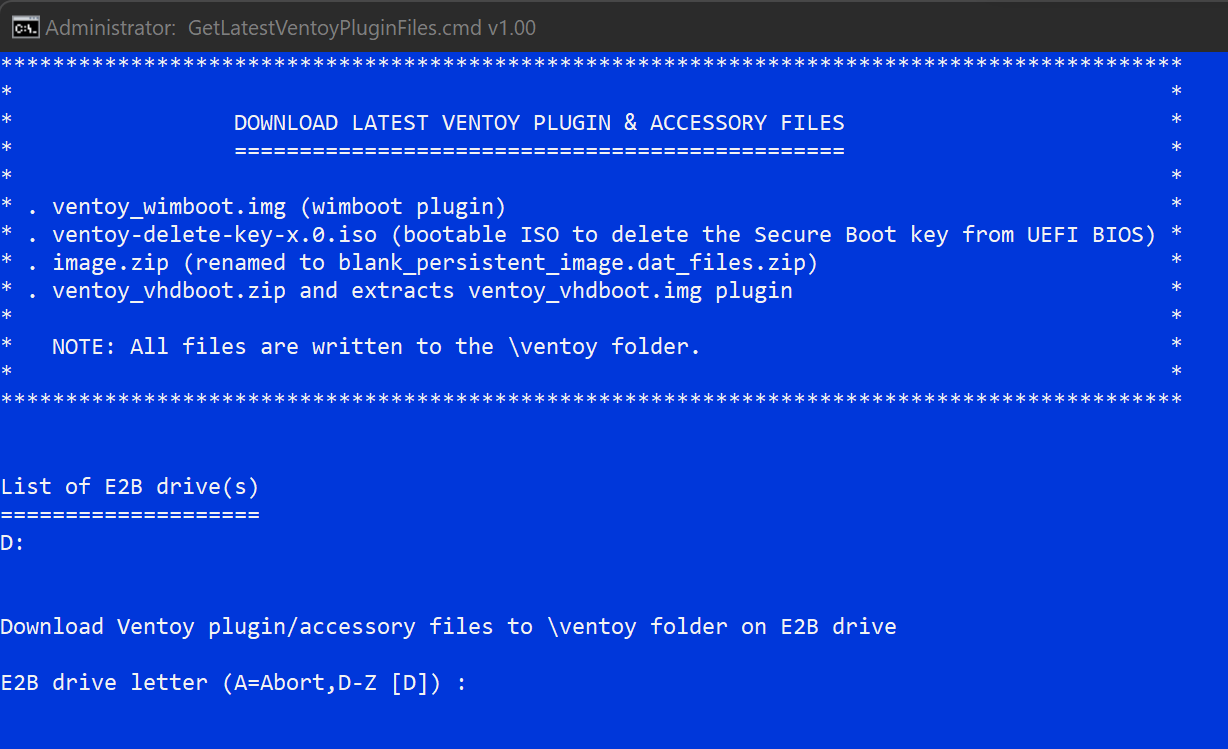 Administrator:  GetLatestVentoyPluginFiles.cmd v1.00
*******************************************************************************************
*                                                                                         *
*                 DOWNLOAD LATEST VENTOY PLUGIN & ACCESSORY FILES                         *
*                 ===============================================                         *
*                                                                                         *
* . ventoy_wimboot.img (wimboot plugin)                                                   *
* . ventoy-delete-key-x.0.iso (bootable ISO to delete the Secure Boot key from UEFI BIOS) *
* . image.zip (renamed to blank_persistent_image.dat_files.zip)                           *
* . ventoy_vhdboot.zip and extracts ventoy_vhdboot.img plugin                             *
*                                                                                         *
*   NOTE: All files are written to the \ventoy folder.                                    *
*                                                                                         *
*******************************************************************************************
List of E2B drive(s)
====================
D:
Download Ventoy plugin/accessory files to \ventoy folder on E2B drive
E2B drive letter (A=Abort,D-Z [D]) :